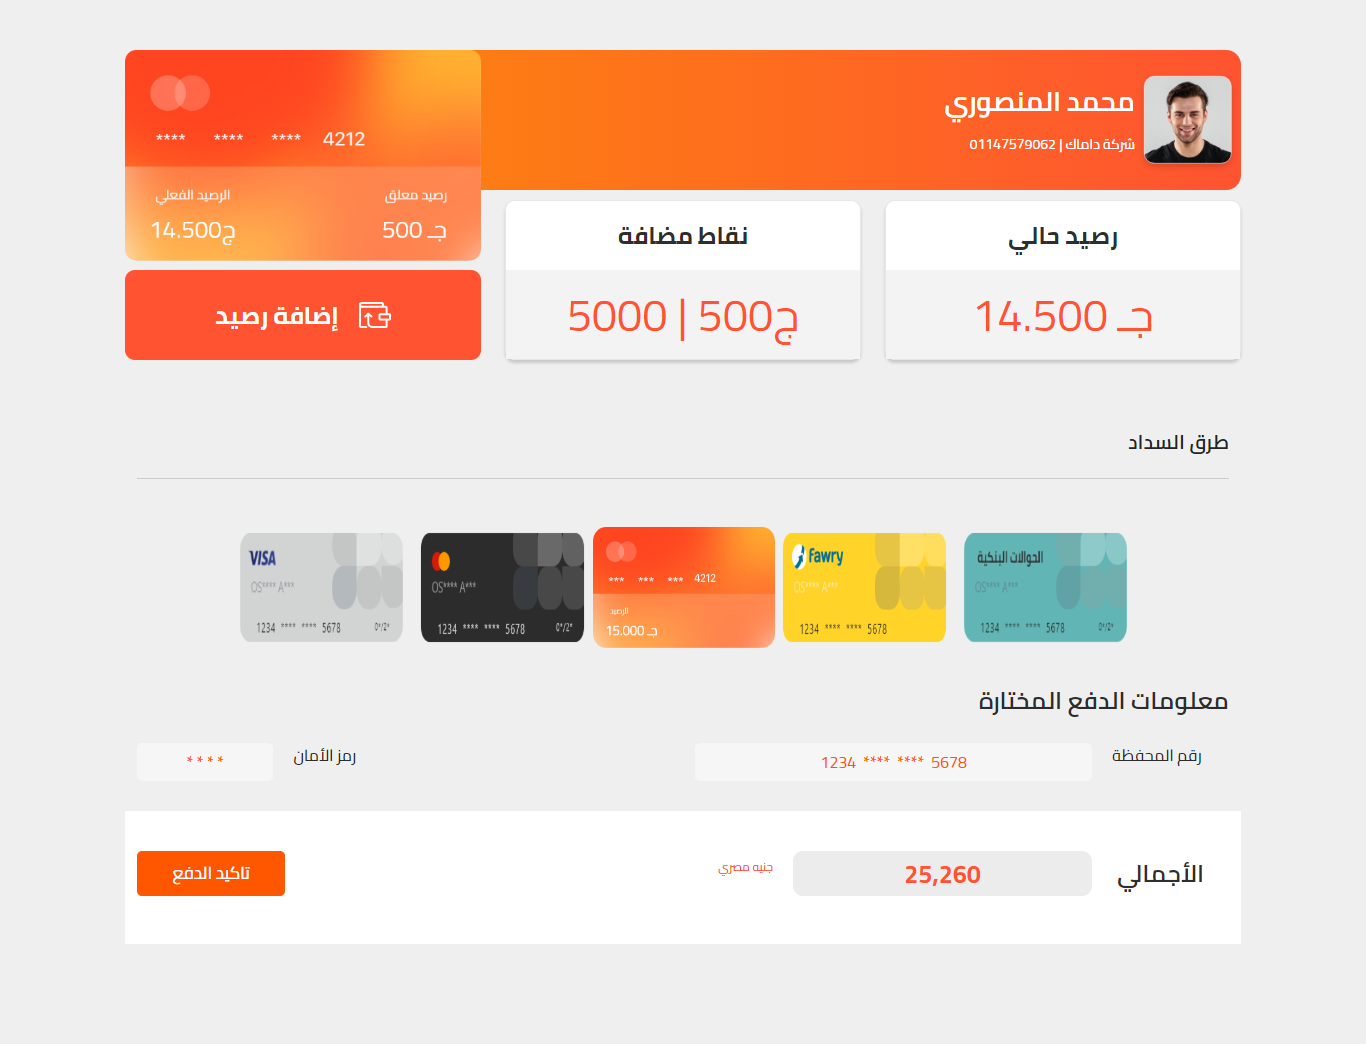 محمد المنصوري
شركة داماك | 01147579062
**** **** **** 4212
رصيد معلق
الرصيد الفعلي
جـ 500
14.500ج
رصيد حالي
جـ 14.500
نقاط مضافة
5000 | 500ج
إضافة رصيد
طرق السداد
الحوالات البنكية
OS**** A***
1234 **** **** 5678 0*/2*
fawry
OS**** A***
1234 **** **** 5678
*** *** *** 4212
الرصيد
15.000 جـ
OS**** A***
1234 **** **** 5678 0*/2*
VISA
OS**** A***
1234 **** **** 5678 0*/2*
معلومات الدفع المختارة
رقم المحفظة
1234 **** **** 5678
رمز الأمان
* * * *
الأجمالي
25,260
جنيه مصري
تاكيد الدفع